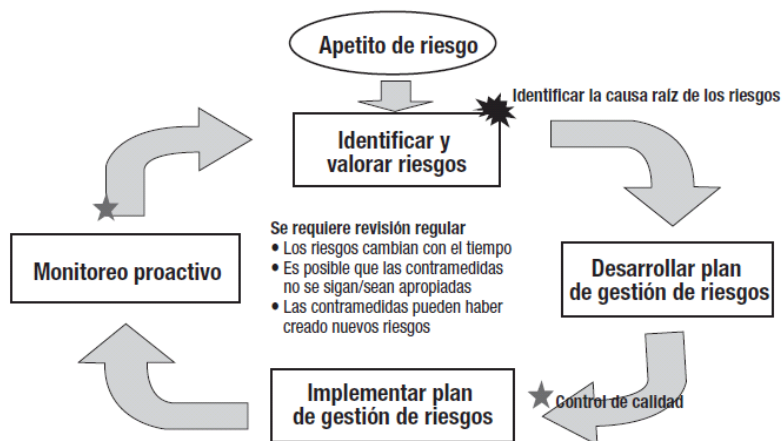 Apetito de riesgo
Identificar la causa raíz de los riesgos
Identificar y
valorar riesgos
Se requiere revisión regular
• Los riesgos cambian con el tiempo
• Es posible que las contramedidas
no se sigan/sean apropiadas
• Las contramedidas pueden haber
creado nuevos riesgos
Monitoreo proactivo
Desarrollar plan
de gestión de riesgos
Implementar plan
de gestión de riesgos
Control de calidad